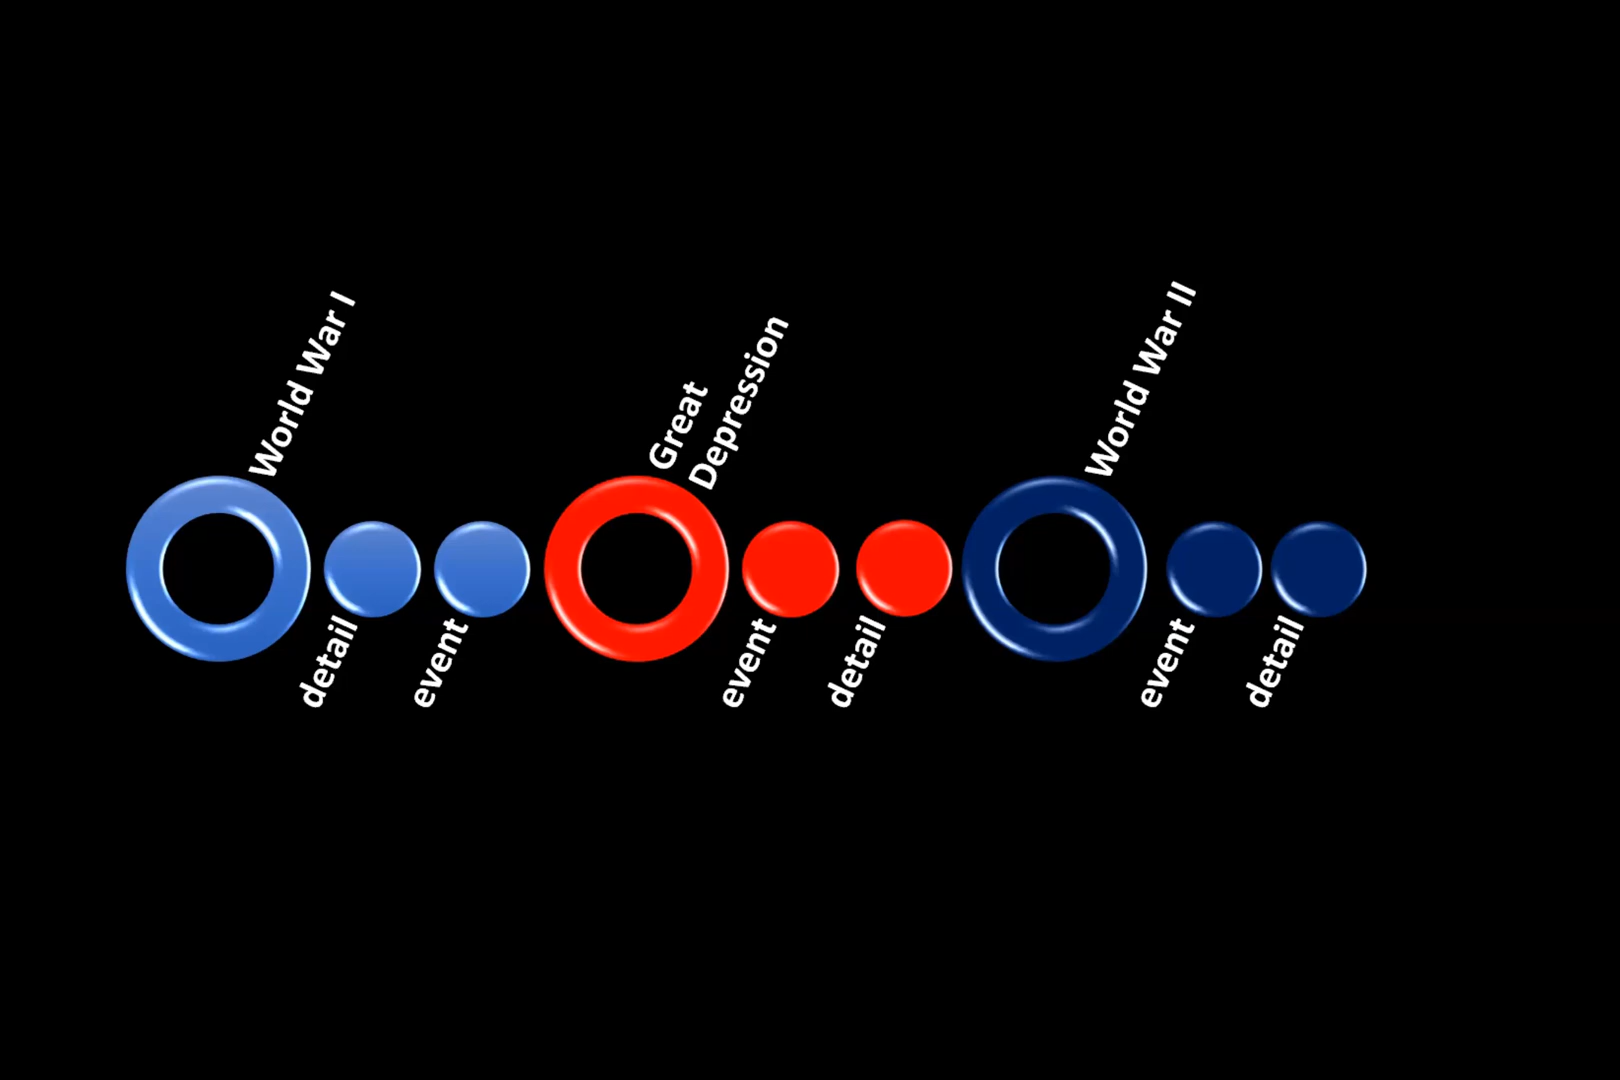 World War I
detail
event
Great
Depression
event
detail
World War II
event
detail